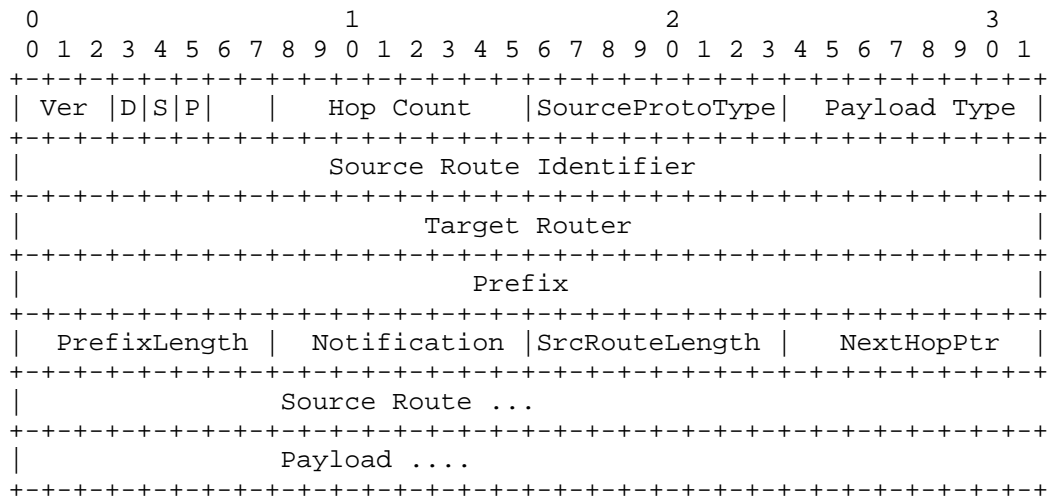 0                   1                   2                   3
0 1 2 3 4 5 6 7 8 9 0 1 2 3 4 5 6 7 8 9 0 1 2 3 4 5 6 7 8 9 0 1
+-+-+-+-+-+-+-+-+-+-+-+-+-+-+-+-+-+-+-+-+-+-+-+-+-+-+-+-+-+-+-+-+
| Ver |D|S|P|   |   Hop Count   |SourceProtoType|  Payload Type |
+-+-+-+-+-+-+-+-+-+-+-+-+-+-+-+-+-+-+-+-+-+-+-+-+-+-+-+-+-+-+-+-+
|                   Source Route Identifier                     |
+-+-+-+-+-+-+-+-+-+-+-+-+-+-+-+-+-+-+-+-+-+-+-+-+-+-+-+-+-+-+-+-+
|                         Target Router                         |
+-+-+-+-+-+-+-+-+-+-+-+-+-+-+-+-+-+-+-+-+-+-+-+-+-+-+-+-+-+-+-+-+
|                            Prefix                             |
+-+-+-+-+-+-+-+-+-+-+-+-+-+-+-+-+-+-+-+-+-+-+-+-+-+-+-+-+-+-+-+-+
|  PrefixLength |  Notification |SrcRouteLength |   NextHopPtr  |
+-+-+-+-+-+-+-+-+-+-+-+-+-+-+-+-+-+-+-+-+-+-+-+-+-+-+-+-+-+-+-+-+
|                Source Route ...
+-+-+-+-+-+-+-+-+-+-+-+-+-+-+-+-+-+-+-+-+-+-+-+-+-+-+-+-+-+-+-+-+
|                Payload ....
+-+-+-+-+-+-+-+-+-+-+-+-+-+-+-+-+-+-+-+-+-+-+-+-+-+-+-+-+-+-+-+-+